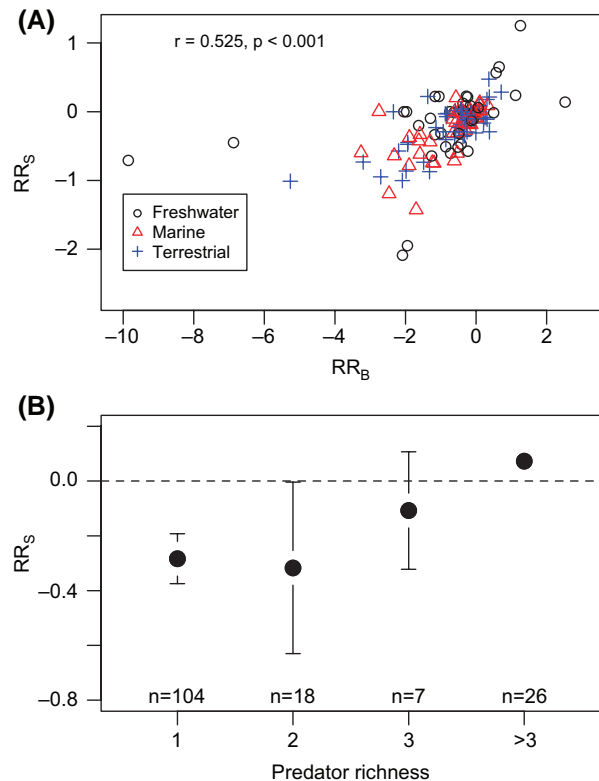 (A)
r = 0.525, p < 0.001
1
0
−1
−2
RRS
Freshwater
Marine
Terrestrial
−10 −8 −6 −4 −2 0 2
RRB
(B)
0.0
−0.4
−0.8
RRS
n=104 n=18 n=7 n=26
1 2 3 >3
Predator richness